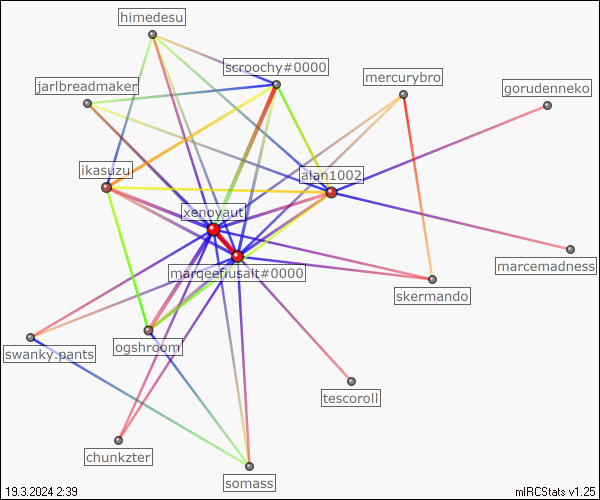 himedesu
scroochy#0000
mercurybro
jarlbreadmaker
gorudenneko
ikasuzu
alan1002
xenoyaut
marqeefiusalt#0000
marcemadness
skermando
ogshroom
swanky.pants
tescoroll
chunkzter
somass
19.3.2024 2:39
mIRCStats v1.25